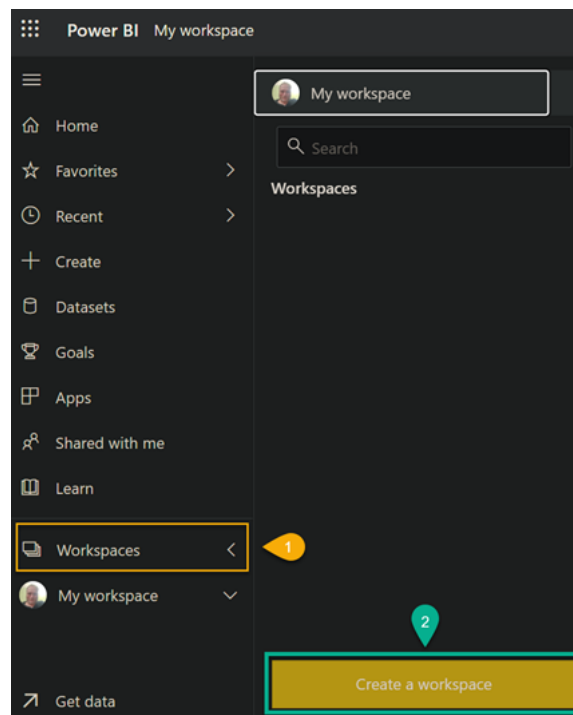 Power BI My workspace
My workspace
Home
Search
Favorites
Workspaces
Recent
Create
Datasets
Goals
Apps
Shared with me
Learn
Workspaces
1
My workspace
2
Create a workspace
Get data